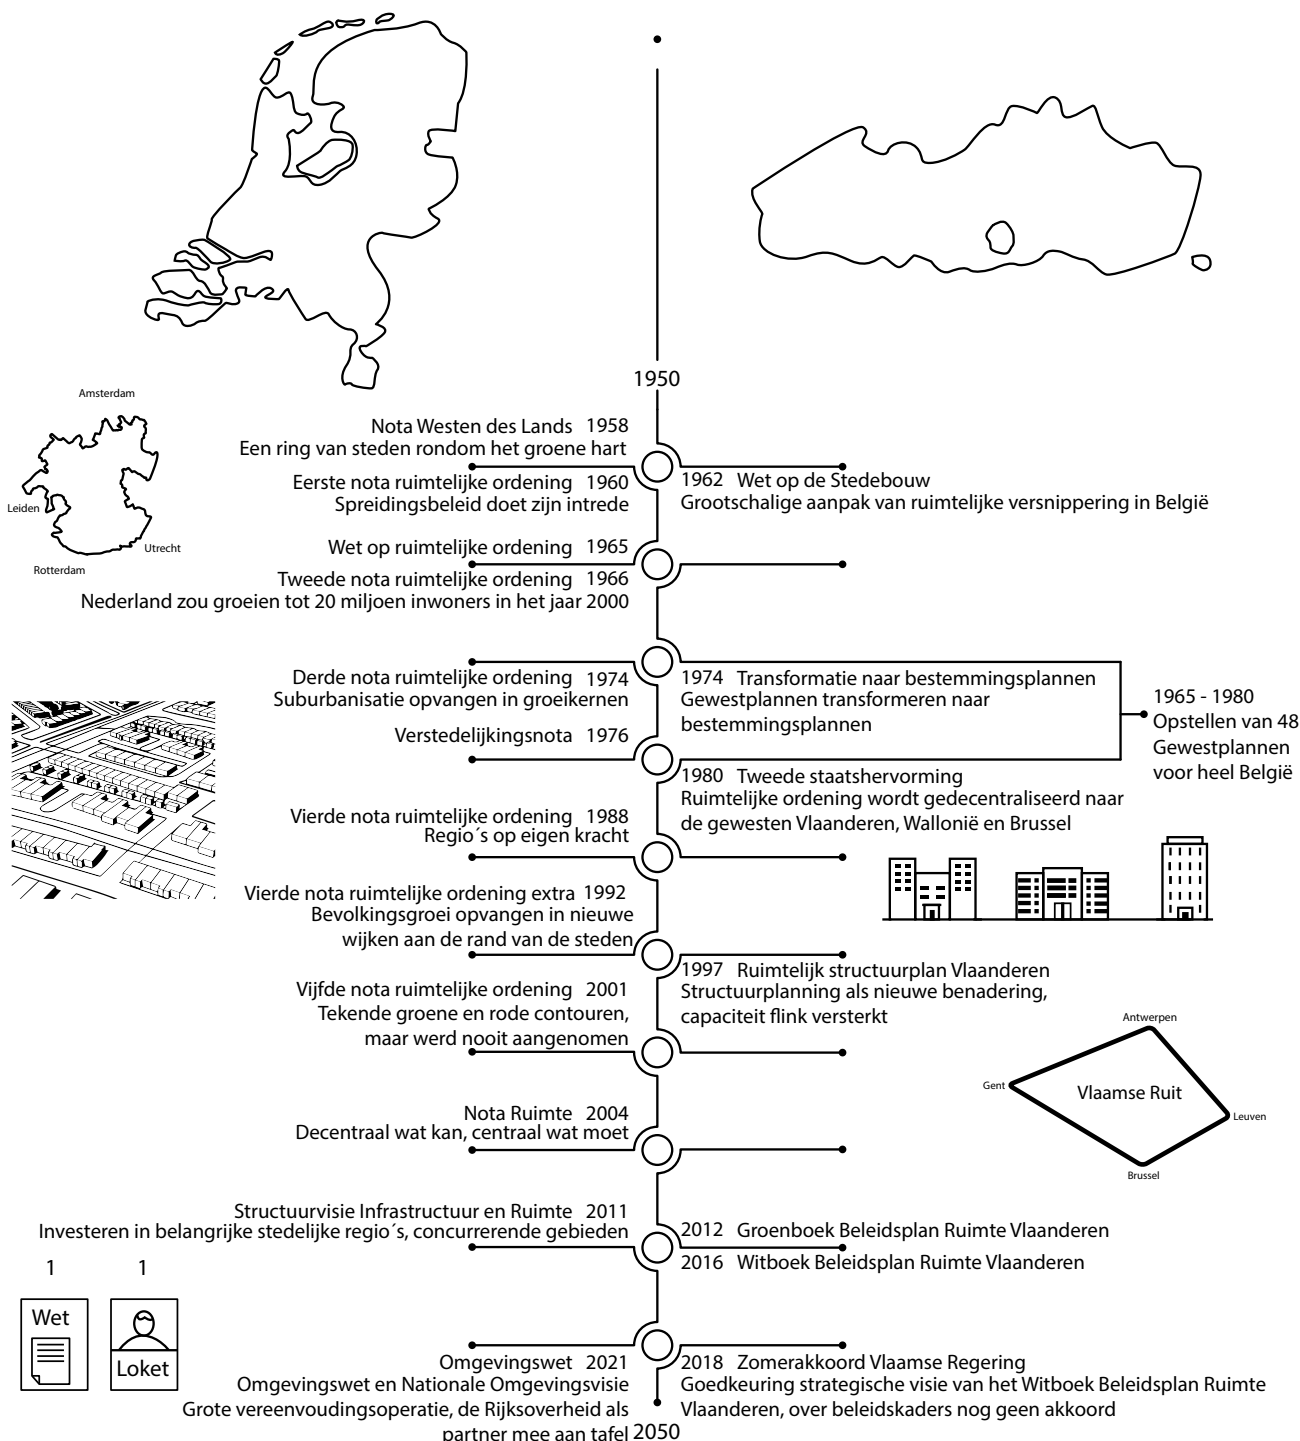 1950
Amsterdam
Leiden
Utrecht
Rotterdam
Nota Westen des Lands 1958
Een ring van steden rondom het groene hart
Eerste nota ruimtelijke ordening 1960
Spreidingsbeleid doet zijn intrede
1962 Wet op de Stedebouw
Grootschalige aanpak van ruimtelijke versnippering in België
Wet op ruimtelijke ordening 1965
Tweede nota ruimtelijke ordening 1966
Nederland zou groeien tot 20 miljoen inwoners in het jaar 2000
Derde nota ruimtelijke ordening 1974
Suburbanisatie opvangen in groeikernen
1974 Transformatie naar bestemmingsplannen
Gewestplannen transformeren naar
bestemmingsplannen
1965 - 1980
Opstellen van 48
Gewestplannen
voor heel België
Verstedelijkingsnota 1976
1980 Tweede staatshervorming
Ruimtelijke ordening wordt gedecentraliseerd naar
de gewesten Vlaanderen, Wallonië en Brussel
Vierde nota ruimtelijke ordening 1988
Regio´s op eigen kracht
Vierde nota ruimtelijke ordening extra 1992
Bevolkingsgroei opvangen in nieuwe
wijken aan de rand van de steden
1997 Ruimtelijk structuurplan Vlaanderen
Structuurplanning als nieuwe benadering,
capaciteit flink versterkt
Vijfde nota ruimtelijke ordening 2001
Tekende groene en rode contouren,
maar werd nooit aangenomen
Antwerpen
Gent
Vlaamse Ruit
Leuven
Brussel
Nota Ruimte 2004
Decentraal wat kan, centraal wat moet
Structuurvisie Infrastructuur en Ruimte 2011
Investeren in belangrijke stedelijke regio´s, concurrerende gebieden
2012 Groenboek Beleidsplan Ruimte Vlaanderen
2016 Witboek Beleidsplan Ruimte Vlaanderen
1 1
Wet
Loket
Omgevingswet 2021
Omgevingswet en Nationale Omgevingsvisie
Grote vereenvoudingsoperatie, de Rijksoverheid als
partner mee aan tafel
2018 Zomerakkoord Vlaamse Regering
Goedkeuring strategische visie van het Witboek Beleidsplan Ruimte
Vlaanderen, over beleidskaders nog geen akkoord
2050